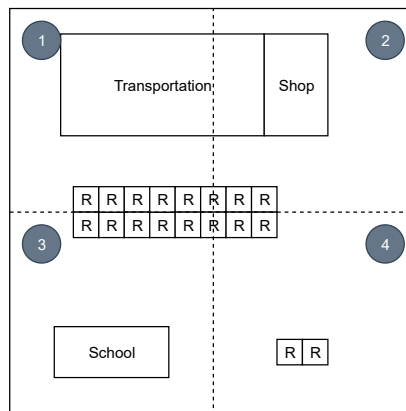 1
2
Transportation Shop
R R R R R R R R
R R R R R R R R
3
4
School
R R